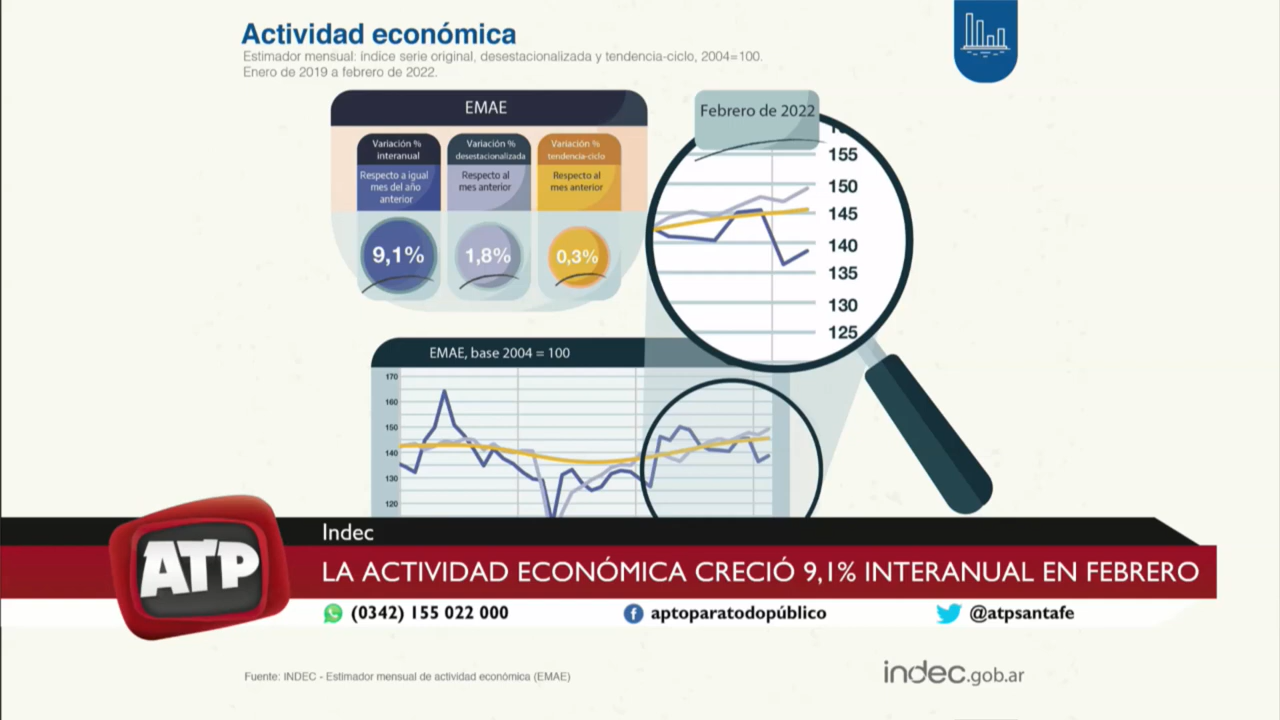 Actividad económica
Estimador mensual: índice serie original, desestacionalizada y tendencia-ciclo, 2004=100.
Enero de 2019 a febrero de 2022.
EMAE
Variación %
interanual
Respecto a igual
mes del año
anterior
9,1%
Variación %
desestacionalizada
Respecto al
mes anterior
1,8%
Variación %
tendencia-ciclo
Respecto al
mes anterior
0,3%
Febrero de 2022
155
150
145
140
135
130
125
EMAE, base 2004 = 100
170
160
150
140
130
120
ATP
Indec
LA ACTIVIDAD ECONÓMICA CRECIÓ 9,1% INTERANUAL EN FEBRERO
(0342) 155 022 000
aptoparatodopúblico
@atpsantafe
Fuente: INDEC - Estimador mensual de actividad económica (EMAE)
indec.gob.ar